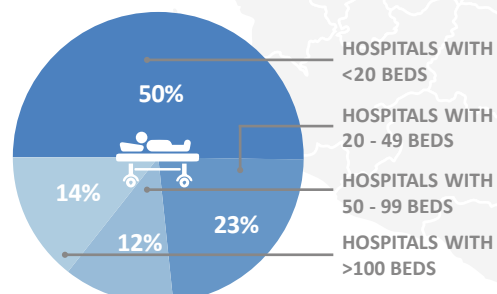 50%
HOSPITALS WITH
<20 BEDS
HOSPITALS WITH
20 - 49 BEDS
14%
HOSPITALS WITH
50 - 99 BEDS
23%
12%
HOSPITALS WITH
>100 BEDS